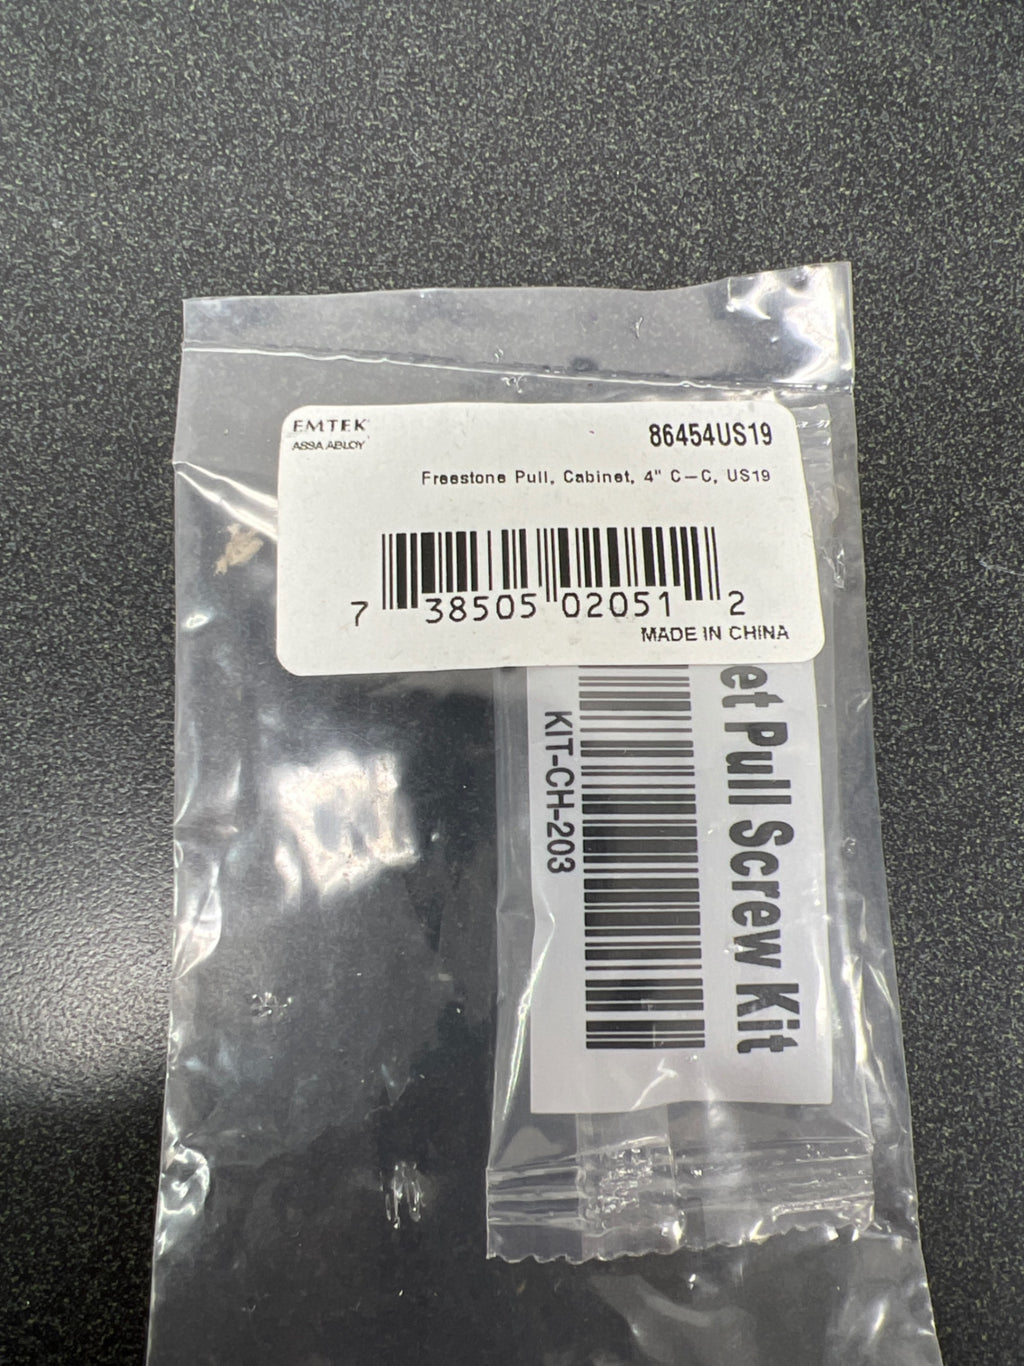 EMTEK
ASSA ABLOY
86454US19
Freestone Pull, Cabinet, 4" C-C, US19
7 38505 02051 2
MADE IN CHINA
et Pull Screw Kit
KIT-CH-203